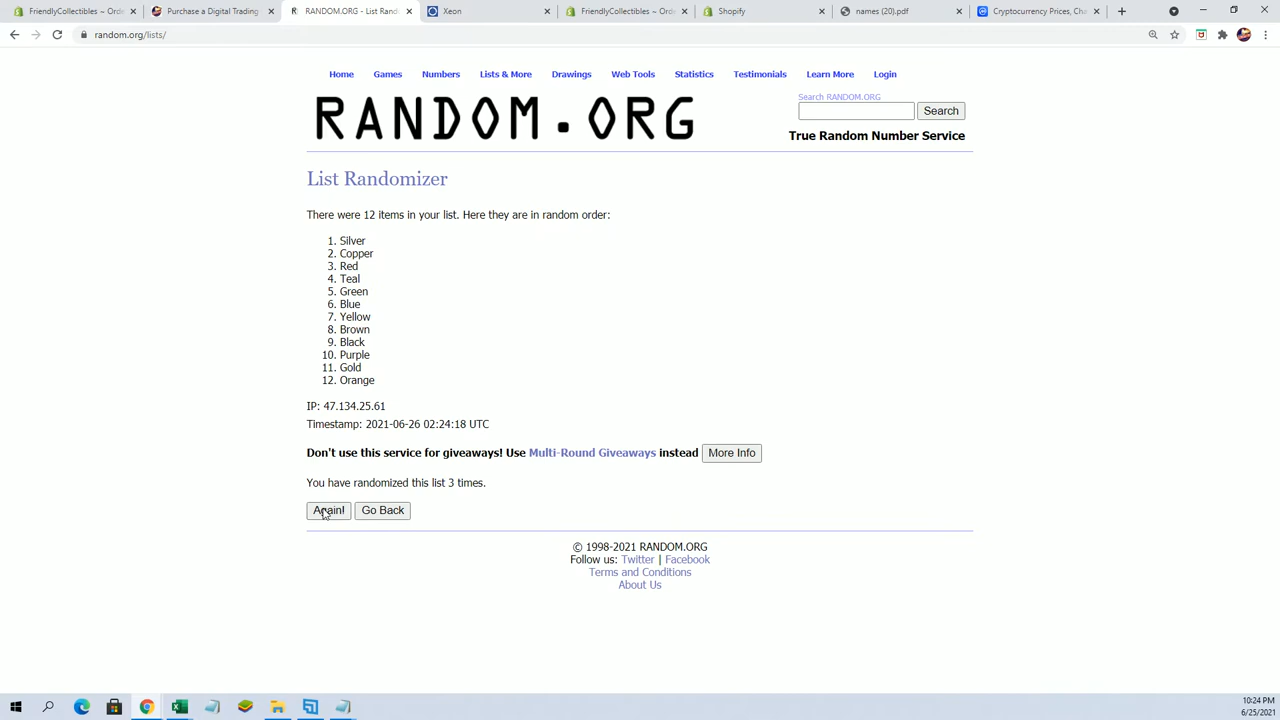 FriendlyCollectibles ~ Orde
Purchase a Digital Trading
RANDOM.ORG - List Randomize
Xeon
FriendlyCollectibles ~ Orde
Shopify
names (20).pdf
Cryptocurrency Prices, Cha
random.org/lists/
Home Games Numbers Lists & More Drawings Web Tools Statistics Testimonials Learn More Login
RANDOM.ORG
Search RANDOM.ORG
Search
True Random Number Service
List Randomizer
There were 12 items in your list. Here they are in random order:
1. Silver
2. Copper
3. Red
4. Teal
5. Green
6. Blue
7. Yellow
8. Brown
9. Black
10. Purple
11. Gold
12. Orange
IP: 47.134.25.61
Timestamp: 2021-06-26 02:24:18 UTC
Don't use this service for giveaways! Use Multi-Round Giveaways instead More Info
You have randomized this list 3 times.
Again! Go Back
© 1998-2021 RANDOM.ORG
Follow us: Twitter | Facebook
Terms and Conditions
About Us
10:24 PM
6/25/2021